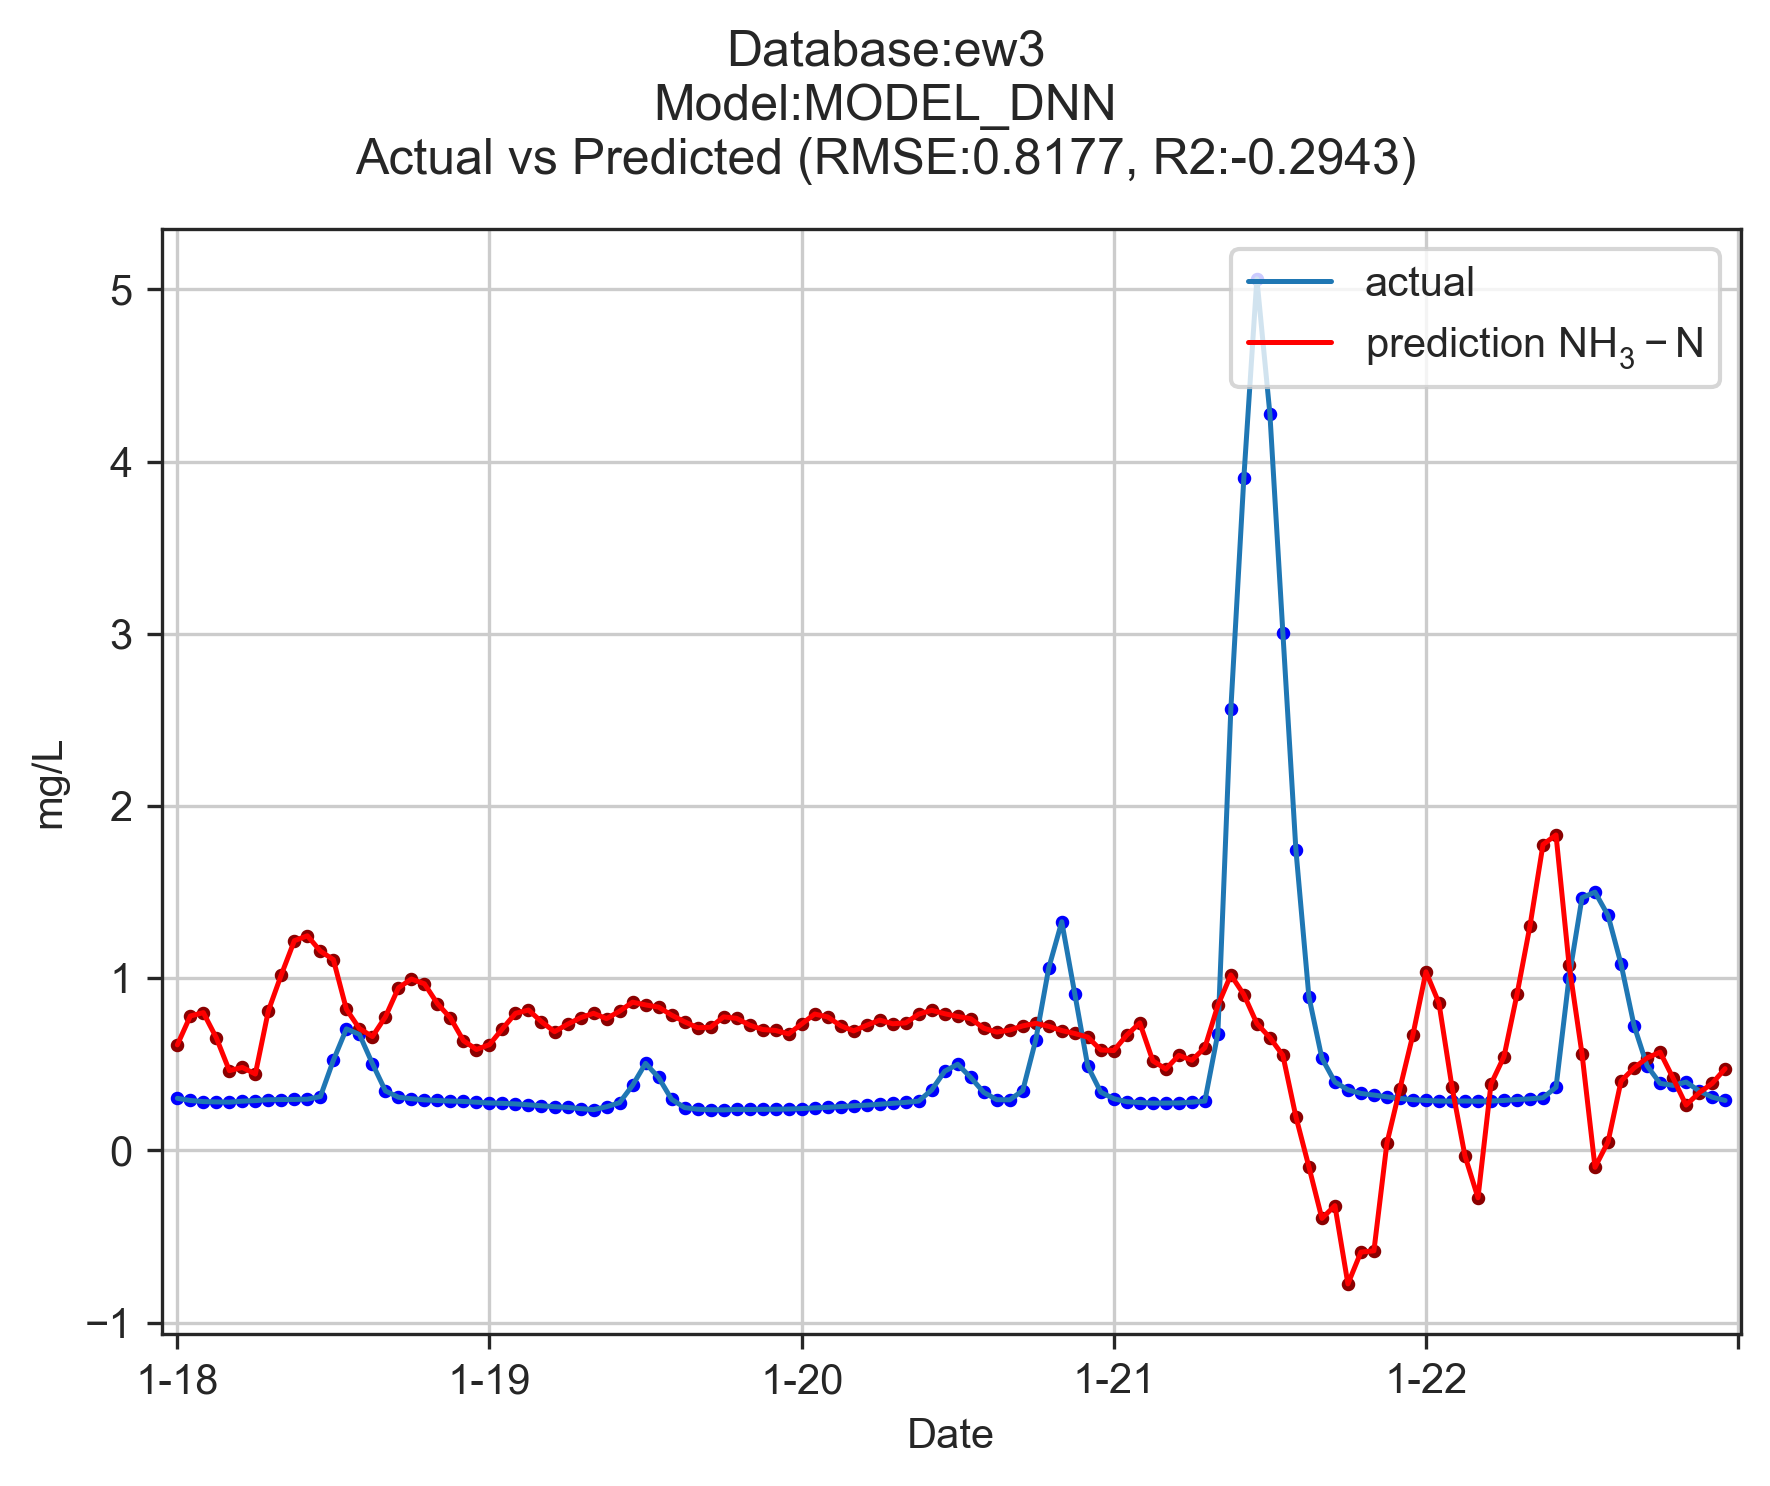 Database:ew3
Model:MODEL_DNN
Actual vs Predicted (RMSE:0.8177, R2:-0.2943)
actual
prediction NH₃ − N
5
4
3
2
1
0
−1
mg/L
1-18 1-19 1-20 1-21 1-22
Date